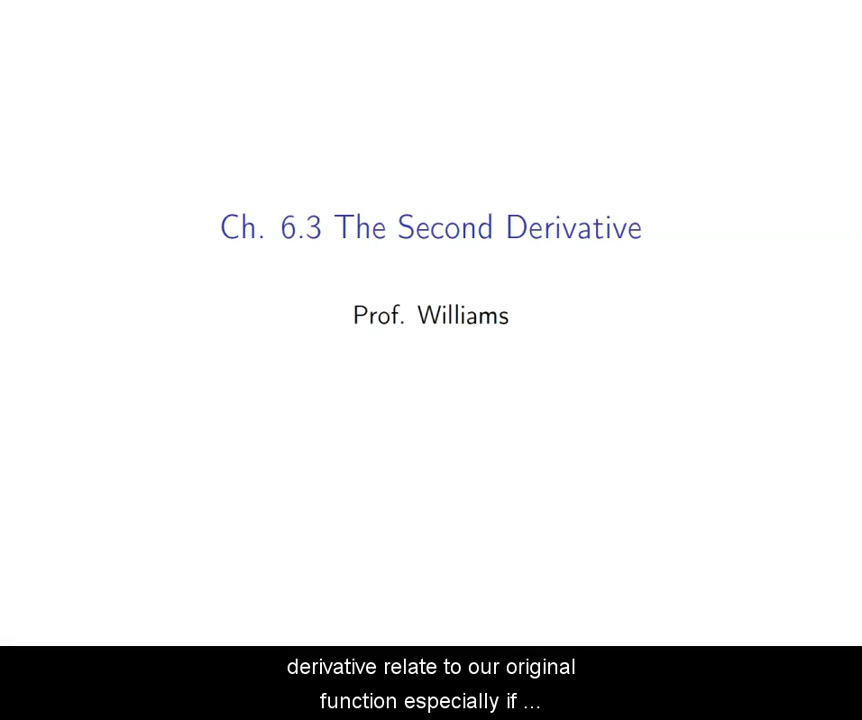 Ch. 6.3 The Second Derivative
Prof. Williams
derivative relate to our original
function especially if ...